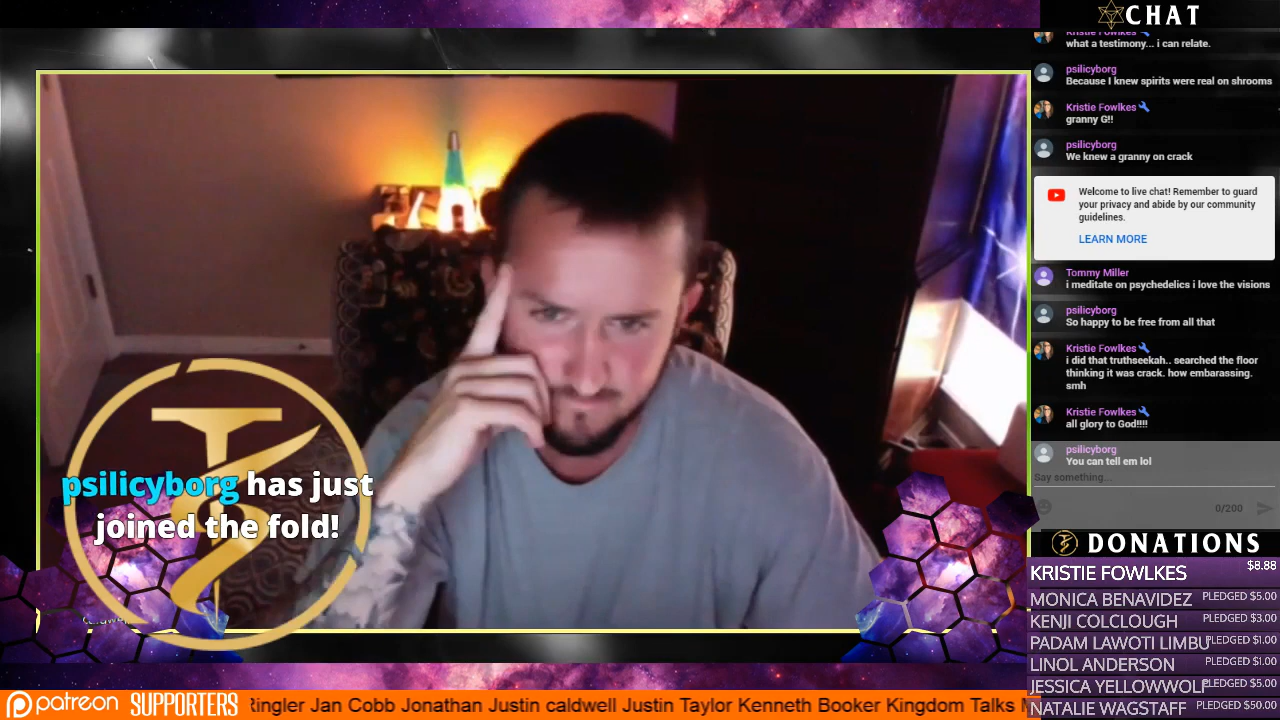 CHAT
Kristie Fowlkes
what a testimony... i can relate.
psilicyborg
Because I knew spirits were real on shrooms
Kristie Fowlkes
granny G!!
psilicyborg
We knew a granny on crack
Welcome to live chat! Remember to guard
your privacy and abide by our community
guidelines.
LEARN MORE
Tommy Miller
i meditate on psychedelics i love the visions
psilicyborg
So happy to be free from all that
Kristie Fowlkes
i did that truthseekah.. searched the floor
thinking it was crack. how embarassing.
smh
Kristie Fowlkes
all glory to God!!!!
psilicyborg
You can tell em lol
Say something...
0/200
psilicyborg has just
joined the fold!
DONATIONS
KRISTIE FOWLKES $8.88
MONICA BENAVIDEZ PLEDGED $5.00
KENJI COLCLOUGH PLEDGED $3.00
PADAM LAWOTI LIMBU PLEDGED $1.00
LINOL ANDERSON PLEDGED $1.00
JESSICA YELLOWWOLF PLEDGED $5.00
NATALIE WAGSTAFF PLEDGED $50.00
patreon SUPPORTERS Ringler Jan Cobb Jonathan Justin caldwell Justin Taylor Kenneth Booker Kingdom Talks